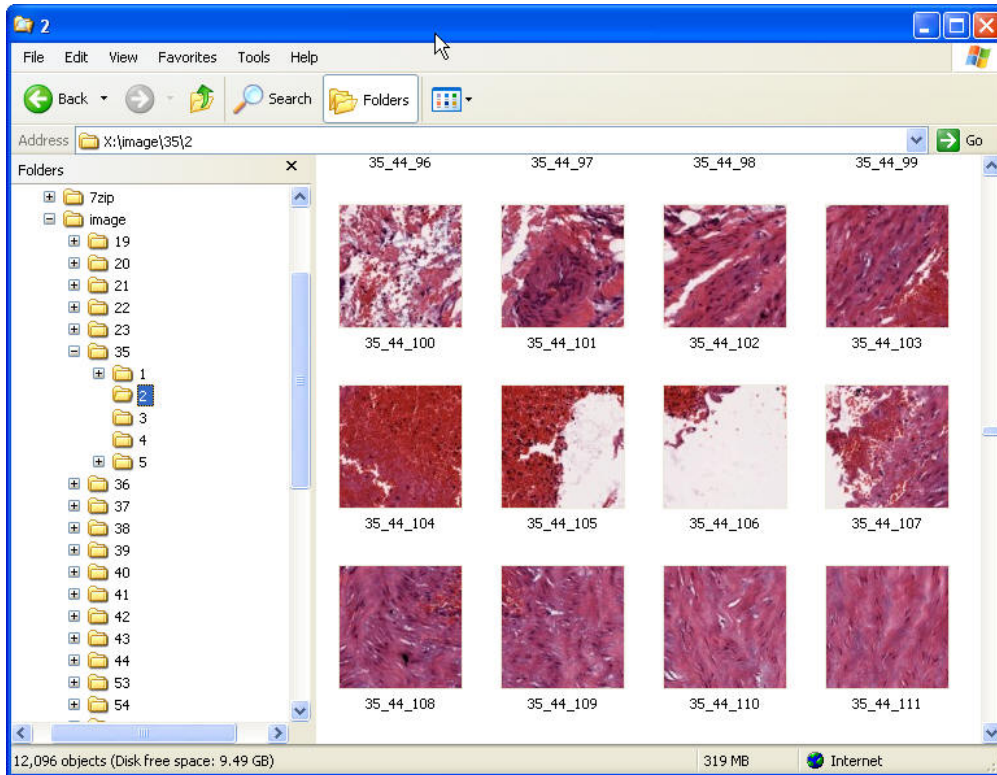 2
File Edit View Favorites Tools Help
Back Search Folders
Address X:\image\35\2 Go
Folders
7zip
image
19
20
21
22
23
35
1
2
3
4
5
36
37
38
39
40
41
42
43
44
53
54
35_44_96 35_44_97 35_44_98 35_44_99
35_44_100 35_44_101 35_44_102 35_44_103
35_44_104 35_44_105 35_44_106 35_44_107
35_44_108 35_44_109 35_44_110 35_44_111
12,096 objects (Disk free space: 9.49 GB) 319 MB Internet